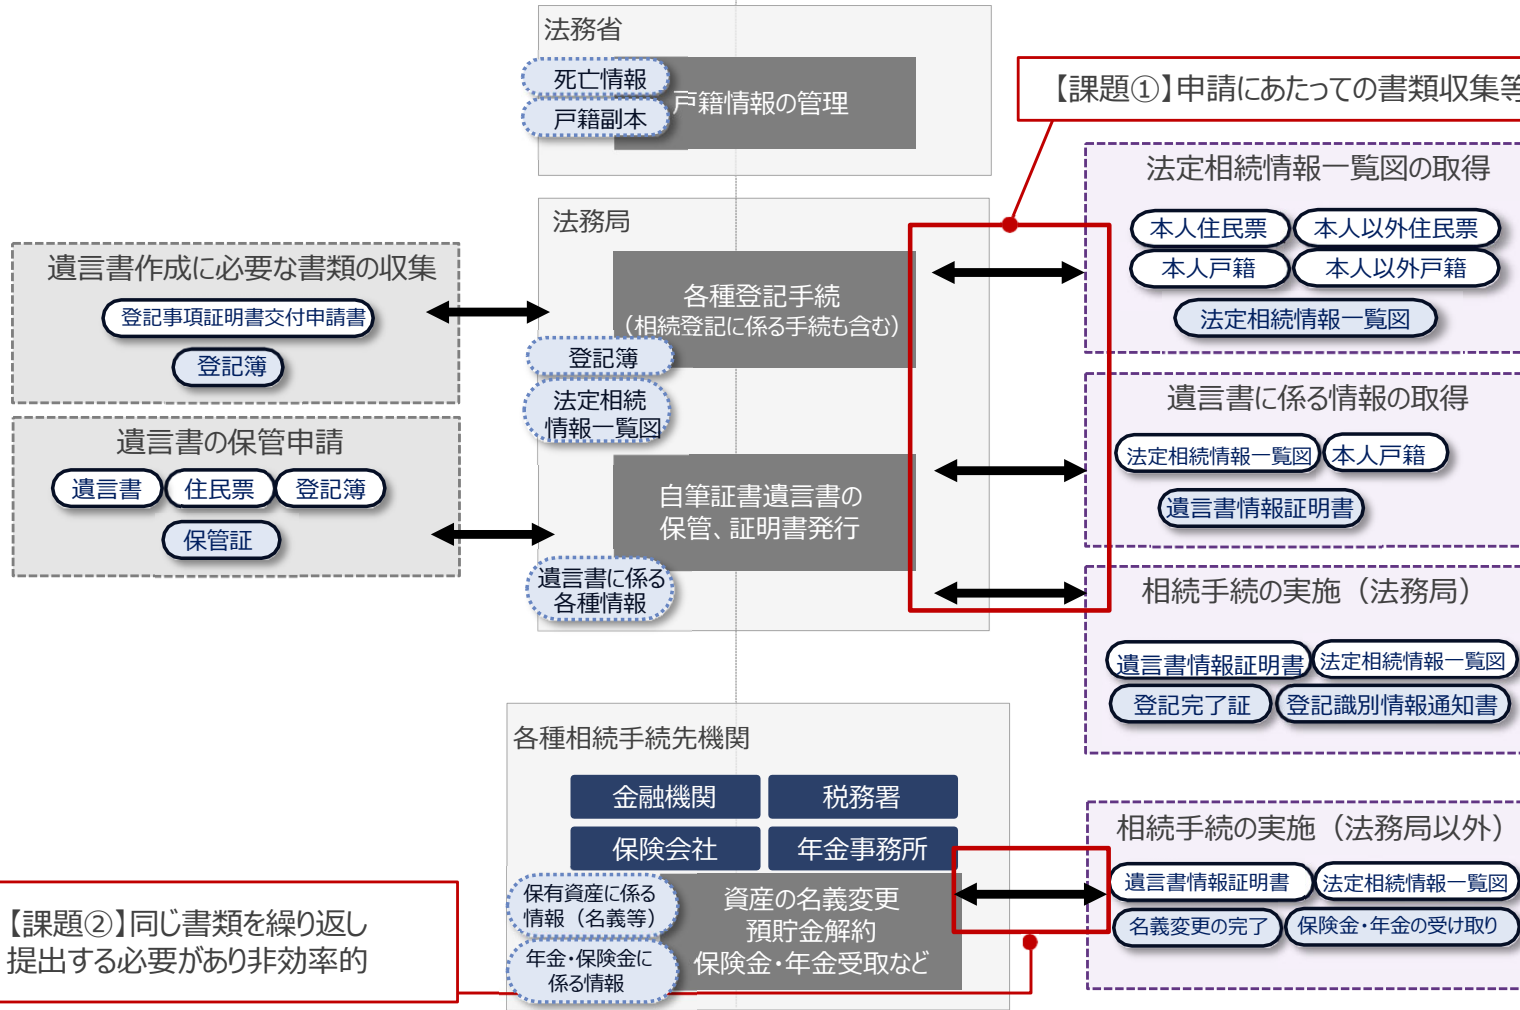 法務省
死亡情報
戸籍副本
戸籍情報の管理
【課題①】申請にあたっての書類収集等
法定相続情報一覧図の取得
本人住民票
本人以外住民票
本人戸籍
本人以外戸籍
法定相続情報一覧図
法務局
各種登記手続
（相続登記に係る手続も含む）
登記簿
法定相続
情報一覧図
遺言書作成に必要な書類の収集
登記事項証明書交付申請書
登記簿
遺言書の保管申請
遺言書
住民票
登記簿
保管証
自筆証書遺言書の
保管、証明書発行
遺言書に係る
各種情報
遺言書に係る情報の取得
法定相続情報一覧図
本人戸籍
遺言書情報証明書
相続手続の実施（法務局）
遺言書情報証明書
法定相続情報一覧図
登記完了証
登記識別情報通知書
各種相続手続先機関
金融機関
税務署
保険会社
年金事務所
保有資産に係る
情報（名義等）
年金・保険金に
係る情報
資産の名義変更
預貯金解約
保険金・年金受取など
相続手続の実施（法務局以外）
遺言書情報証明書
法定相続情報一覧図
名義変更の完了
保険金・年金の受け取り
【課題②】同じ書類を繰り返し
提出する必要があり非効率的